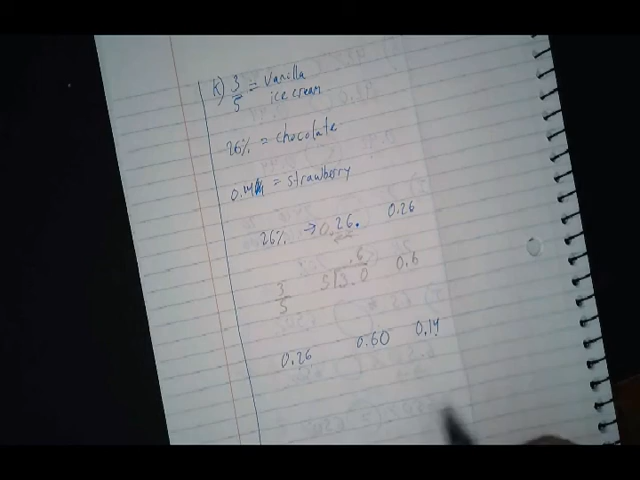 K) 3/5 = Vanilla
ice cream
26% = chocolate
0.14 = strawberry
26% → 0.26. 0.26
3/5 .6 5)3.0 0.6
0.26 0.60 0.14